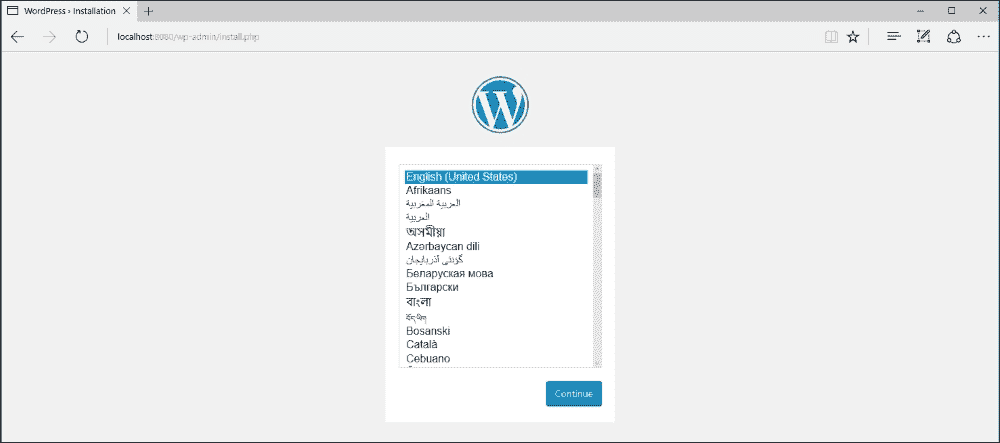 WordPress › Installation
localhost:8080/wp-admin/install.php
English (United States)
Afrikaans
العربية المغربية
العربية
অসমীয়া
Azərbaycan dili
گؤنئی آذربایجان
Беларуская мова
Български
বাংলা
བོད་ཡིག
Bosanski
Català
Cebuano
Continue